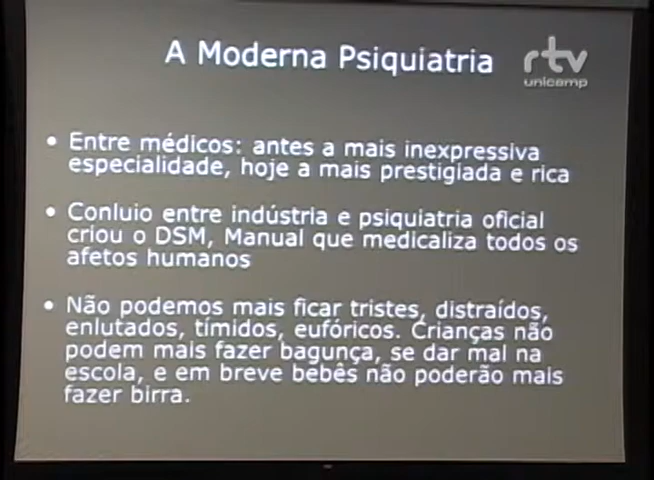 A Moderna Psiquiatria
rtv
unicamp
• Entre médicos: antes a mais inexpressiva
especialidade, hoje a mais prestigiada e rica
• Conluio entre indústria e psiquiatria oficial
criou o DSM, Manual que medicaliza todos os
afetos humanos
• Não podemos mais ficar tristes, distraídos,
enlutados, tímidos, eufóricos. Crianças não
podem mais fazer bagunça, se dar mal na
escola, e em breve bebês não poderão mais
fazer birra.